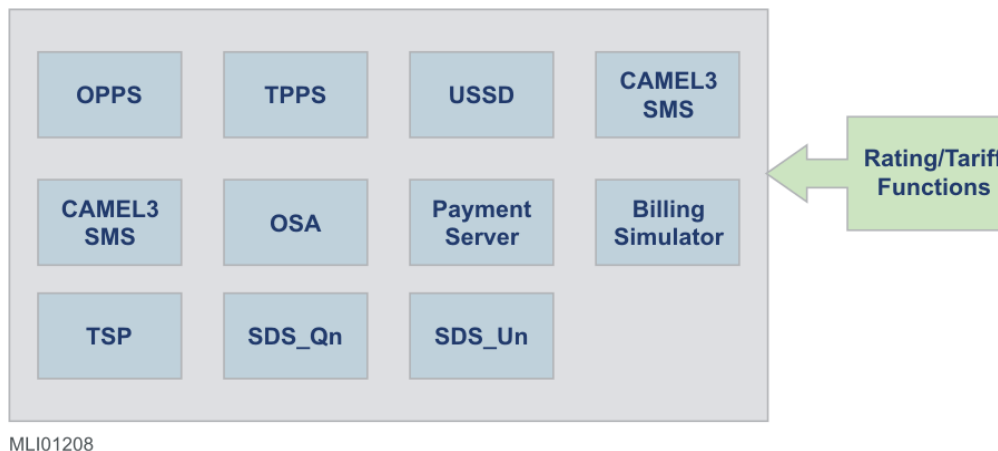 OPPS
TPPS
USSD
CAMEL3
SMS
CAMEL3
SMS
OSA
Payment
Server
Billing
Simulator
Rating/Tariff
Functions
TSP
SDS_Qn
SDS_Un
MLI01208